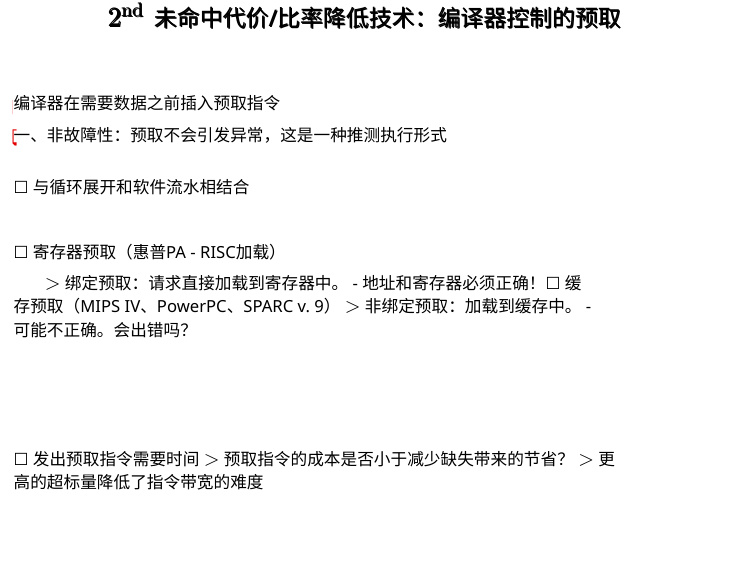 2nd 未命中代价/比率降低技术：编译器控制的预取
编译器在需要数据之前插入预取指令
一、非故障性：预取不会引发异常，这是一种推测执行形式
□ 与循环展开和软件流水相结合
□ 寄存器预取（惠普PA - RISC加载）
> 绑定预取：请求直接加载到寄存器中。 - 地址和寄存器必须正确！□ 缓
存预取（MIPS IV、PowerPC、SPARC v. 9） > 非绑定预取：加载到缓存中。 -
可能不正确。会出错吗？
□ 发出预取指令需要时间 > 预取指令的成本是否小于减少缺失带来的节省？ > 更
高的超标量降低了指令带宽的难度